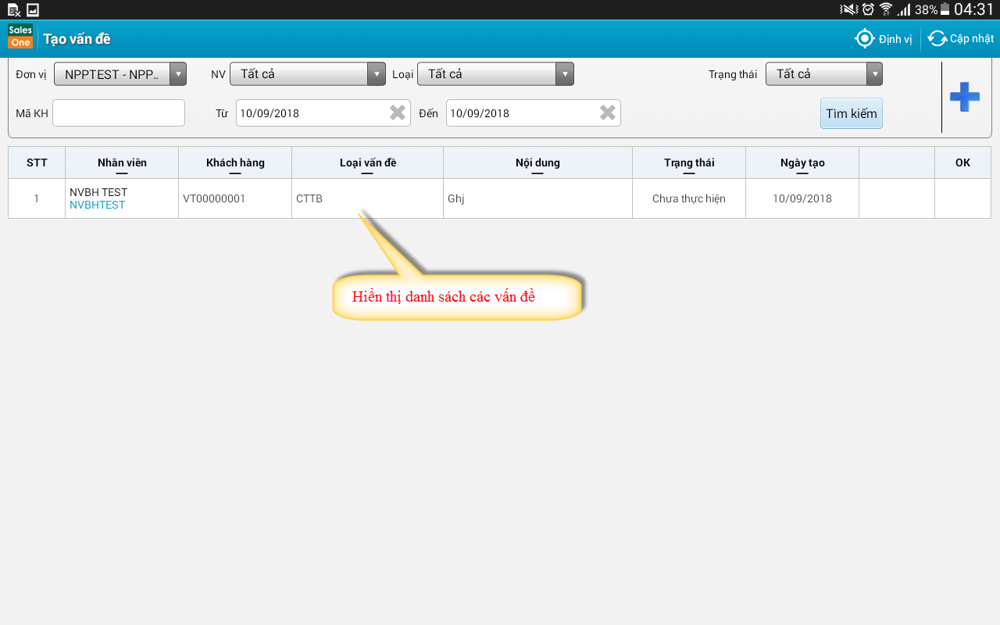 38% 04:31
Sales One Tạo vấn đề Định vị Cập nhật
Đơn vị NPPTEST - NPP.. NV Tất cả Loại Tất cả Trạng thái Tất cả
Mã KH Từ 10/09/2018 Đến 10/09/2018 Tìm kiếm
STT Nhân viên Khách hàng Loại vấn đề Nội dung Trạng thái Ngày tạo OK
1 NVBH TEST VT00000001 CTTB Ghj Chưa thực hiện 10/09/2018
NVBHTEST
Hiển thị danh sách các vấn đề